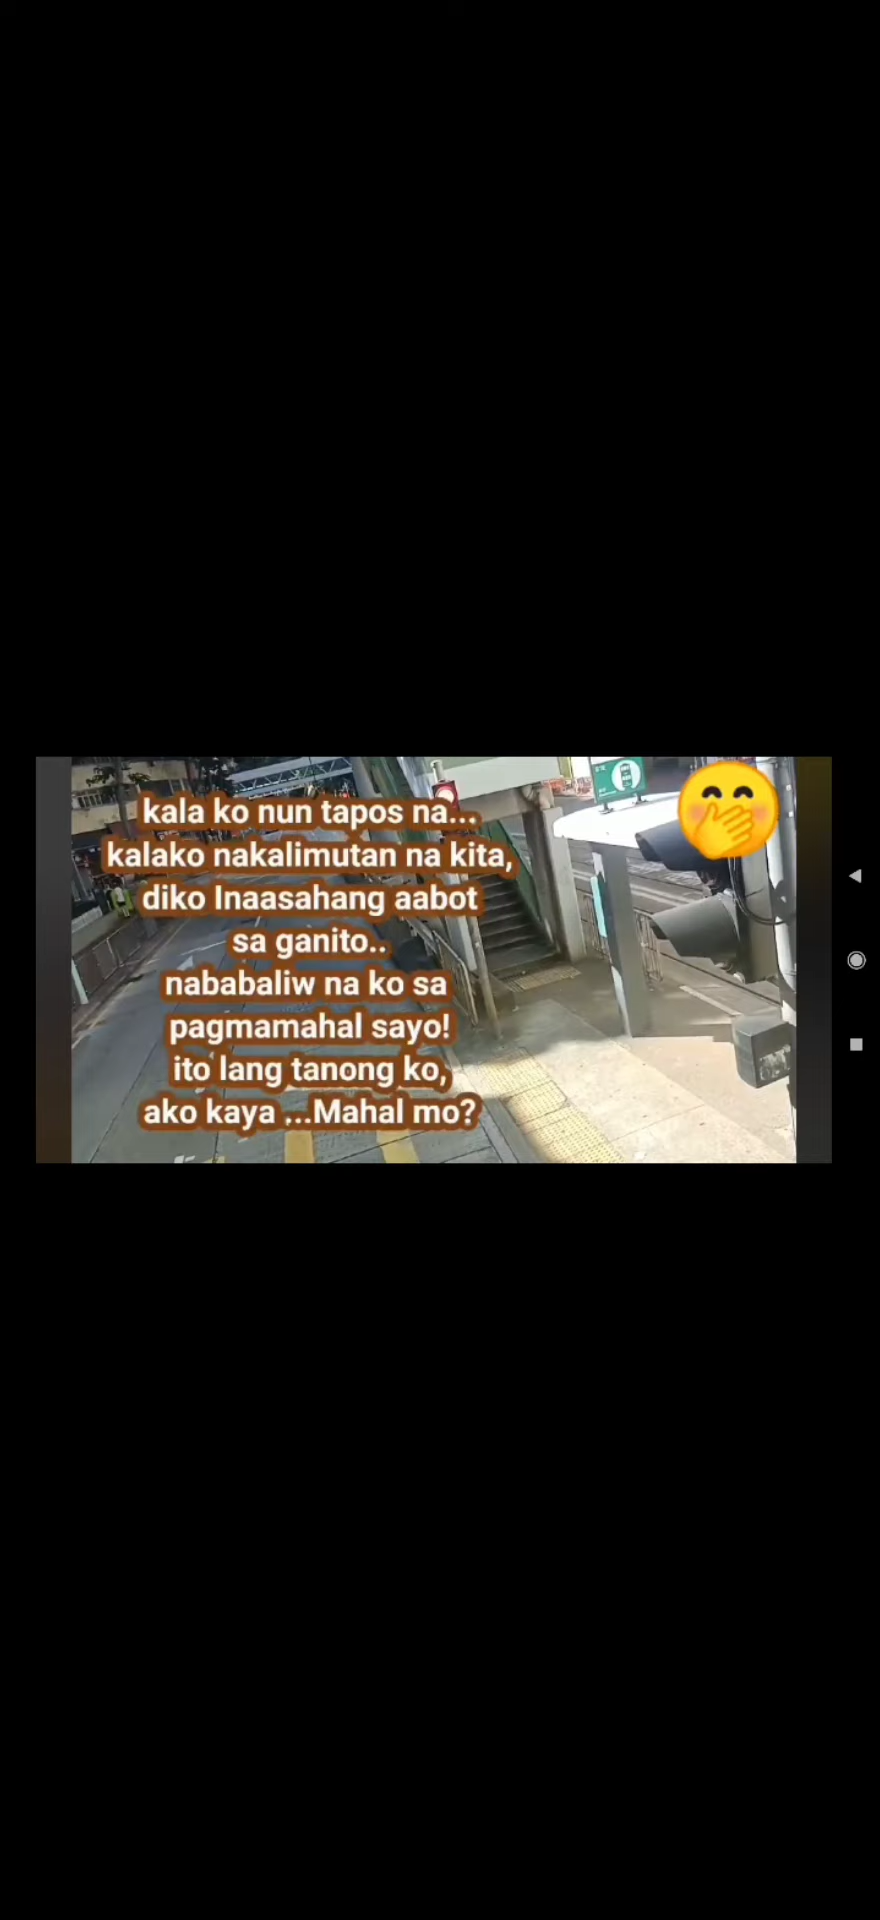 kala ko nun tapos na...
kalako nakalimutan na kita,
diko Inaasahang aabot
sa ganito..
nababaliw na ko sa
pagmamahal sayo!
ito lang tanong ko,
ako kaya ...Mahal mo?